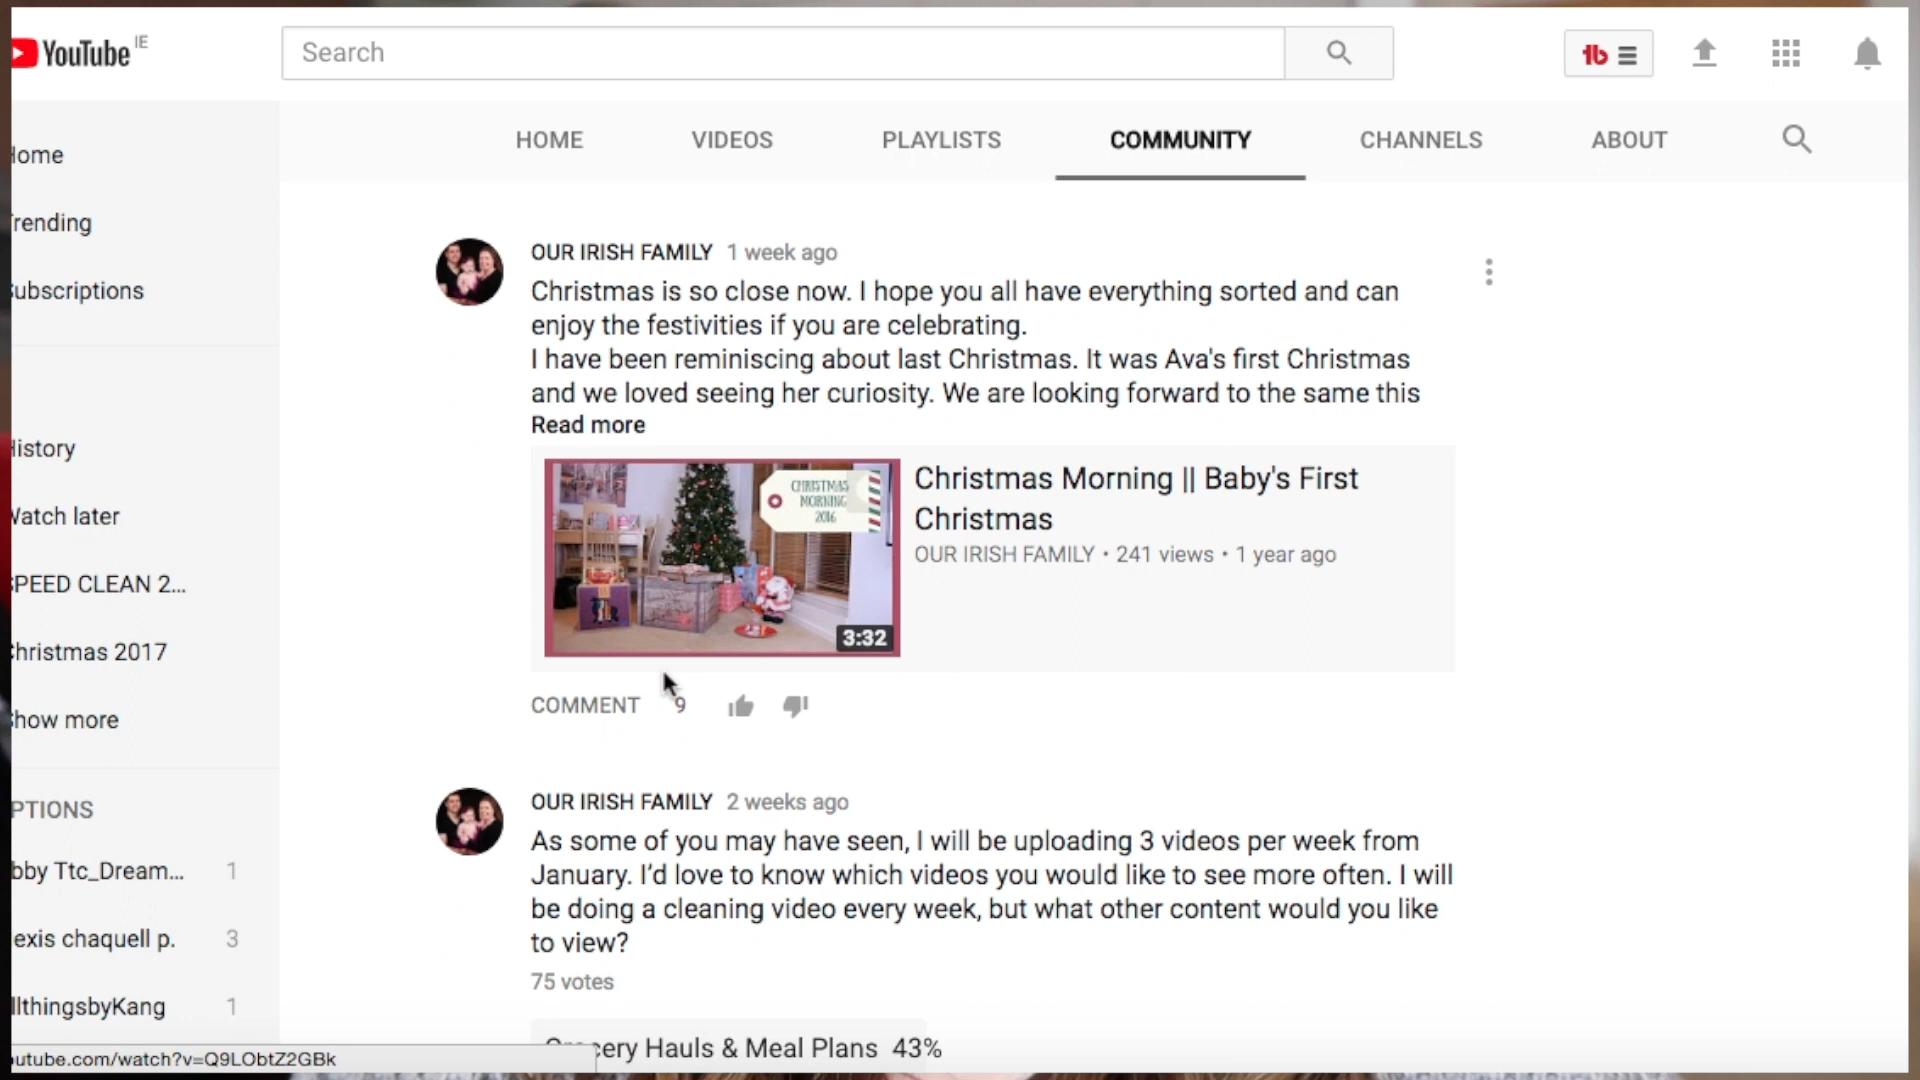 YouTube IE
Search
HOME VIDEOS PLAYLISTS COMMUNITY CHANNELS ABOUT
ome
rending
ubscriptions
istory
atch later
PEED CLEAN 2...
hristmas 2017
how more
PTIONS
bby Ttc_Dream... 1
exis chaquell p. 3
llthingsbyKang 1
outube.com/watch?v=Q9LObtZ2GBk
OUR IRISH FAMILY 1 week ago
Christmas is so close now. I hope you all have everything sorted and can
enjoy the festivities if you are celebrating.
I have been reminiscing about last Christmas. It was Ava's first Christmas
and we loved seeing her curiosity. We are looking forward to the same this
Read more
CHRISTMAS
MORNING
2016
3:32
Christmas Morning || Baby's First
Christmas
OUR IRISH FAMILY • 241 views • 1 year ago
COMMENT 9
OUR IRISH FAMILY 2 weeks ago
As some of you may have seen, I will be uploading 3 videos per week from
January. I'd love to know which videos you would like to see more often. I will
be doing a cleaning video every week, but what other content would you like
to view?
75 votes
Grocery Hauls & Meal Plans 43%